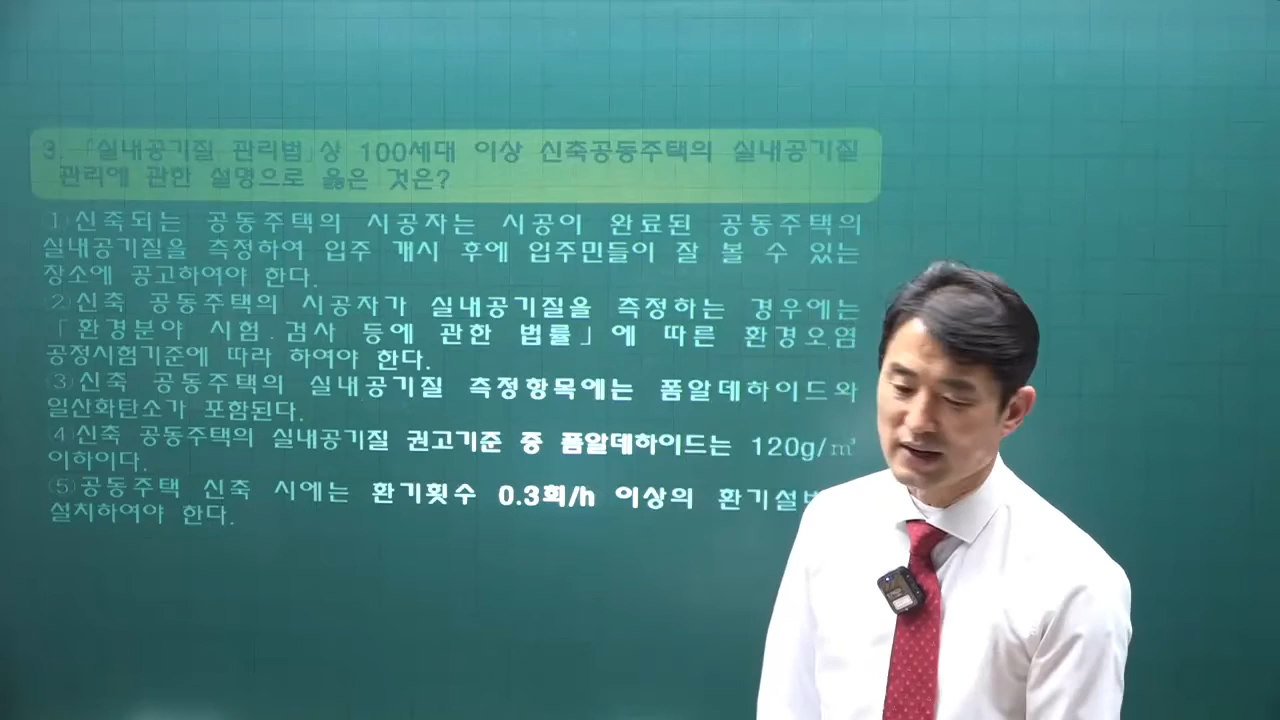 3. 「실내공기질 관리법」상 100세대 이상 신축공동주택의 실내공기질
관리에 관한 설명으로 옳은 것은?
①신축되는 공동주택의 시공자는 시공이 완료된 공동주택의
실내공기질을 측정하여 입주 개시 후에 입주민들이 잘 볼 수 있는
장소에 공고하여야 한다.
②신축 공동주택의 시공자가 실내공기질을 측정하는 경우에는
「환경분야 시험.검사 등에 관한 법률」에 따른 환경오염
공정시험기준에 따라 하여야 한다.
③신축 공동주택의 실내공기질 측정항목에는 폼알데하이드와
일산화탄소가 포함된다.
④신축 공동주택의 실내공기질 권고기준 중 폼알데하이드는 120g/㎥
이하이다.
⑤공동주택 신축 시에는 환기횟수 0.3회/h 이상의
설치하여야 한다.